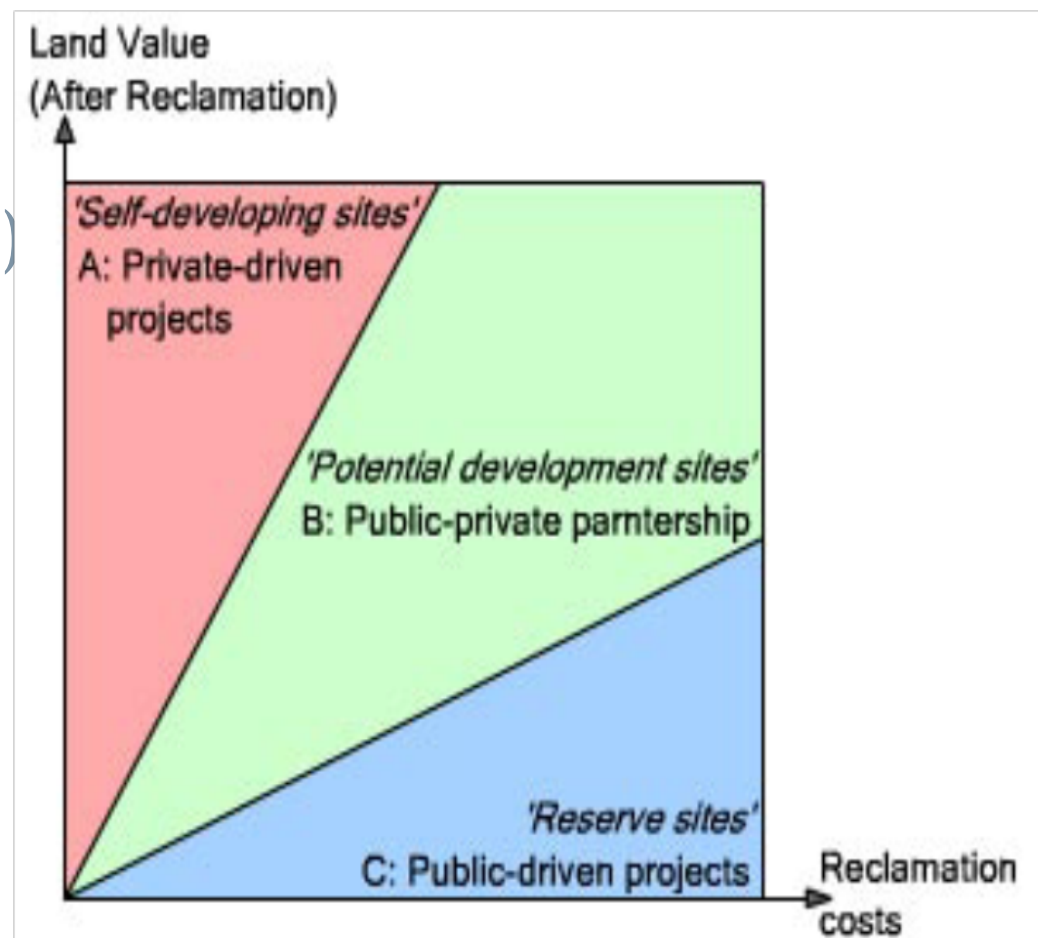 Land Value
(After Reclamation)
'Self-developing sites'
A: Private-driven
projects
'Potential development sites'
B: Public-private parntership
'Reserve sites'
C: Public-driven projects
Reclamation
costs
)